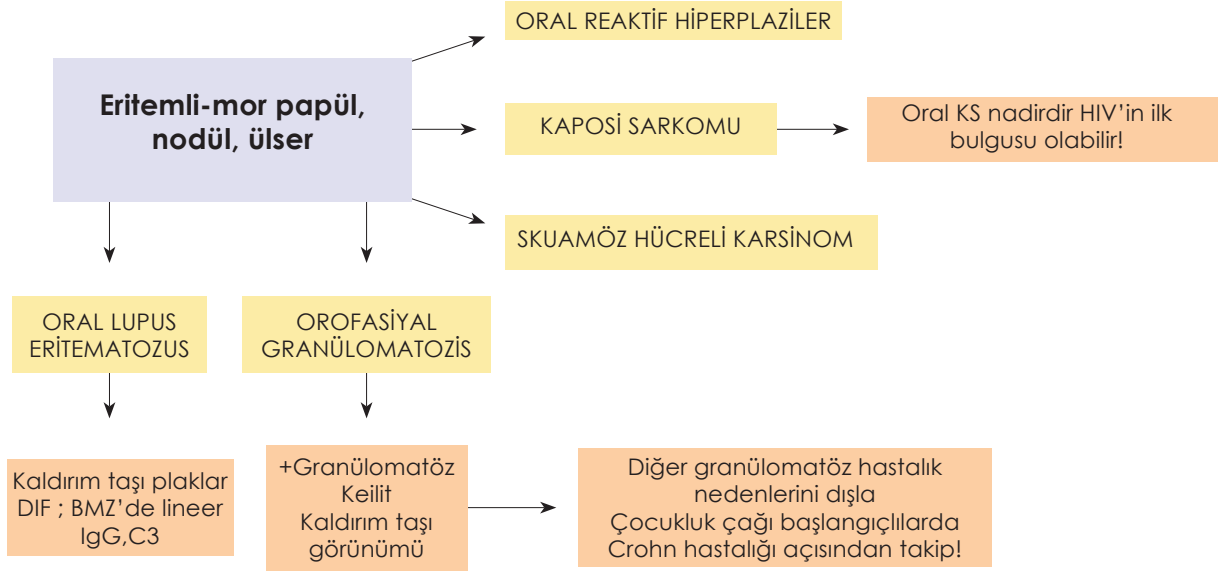 ORAL REAKTİF HİPERPLAZİLER
Eritemli-mor papül,
nodül, ülser
KAPOSİ SARKOMU
Oral KS nadirdir HIV’in ilk
bulgusu olabilir!
SKUAMÖZ HÜCRELİ KARSİNOM
ORAL LUPUS
ERİTEMATOZUS
OROFASİYAL
GRANÜLOMATOZİS
Kaldırım taşı plaklar
DIF ; BMZ’de lineer
IgG,C3
+Granülomatöz
Keilit
Kaldırım taşı
görünümü
Diğer granülomatöz hastalık
nedenlerini dışla
Çocukluk çağı başlangıçlılarda
Crohn hastalığı açısından takip!